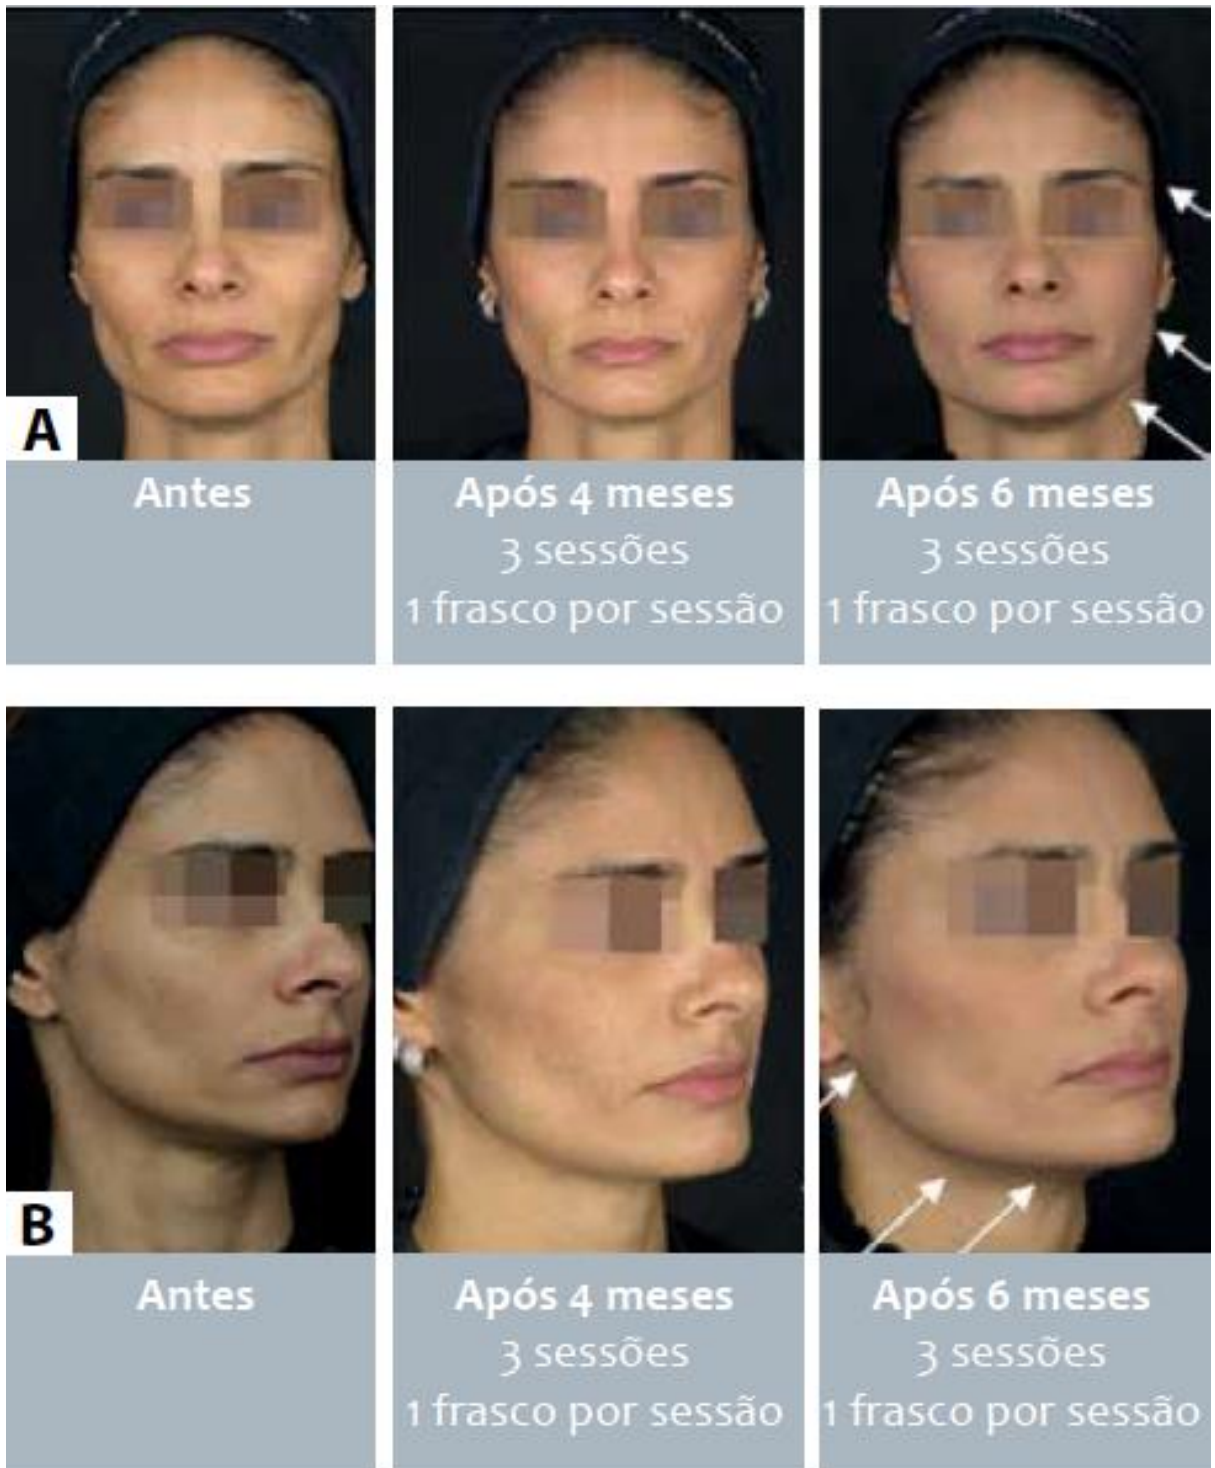 A
Antes
Após 4 meses
3 sessões
1 frasco por sessão
Após 6 meses
3 sessões
1 frasco por sessão
B
Antes
Após 4 meses
3 sessões
1 frasco por sessão
Após 6 meses
3 sessões
1 frasco por sessão